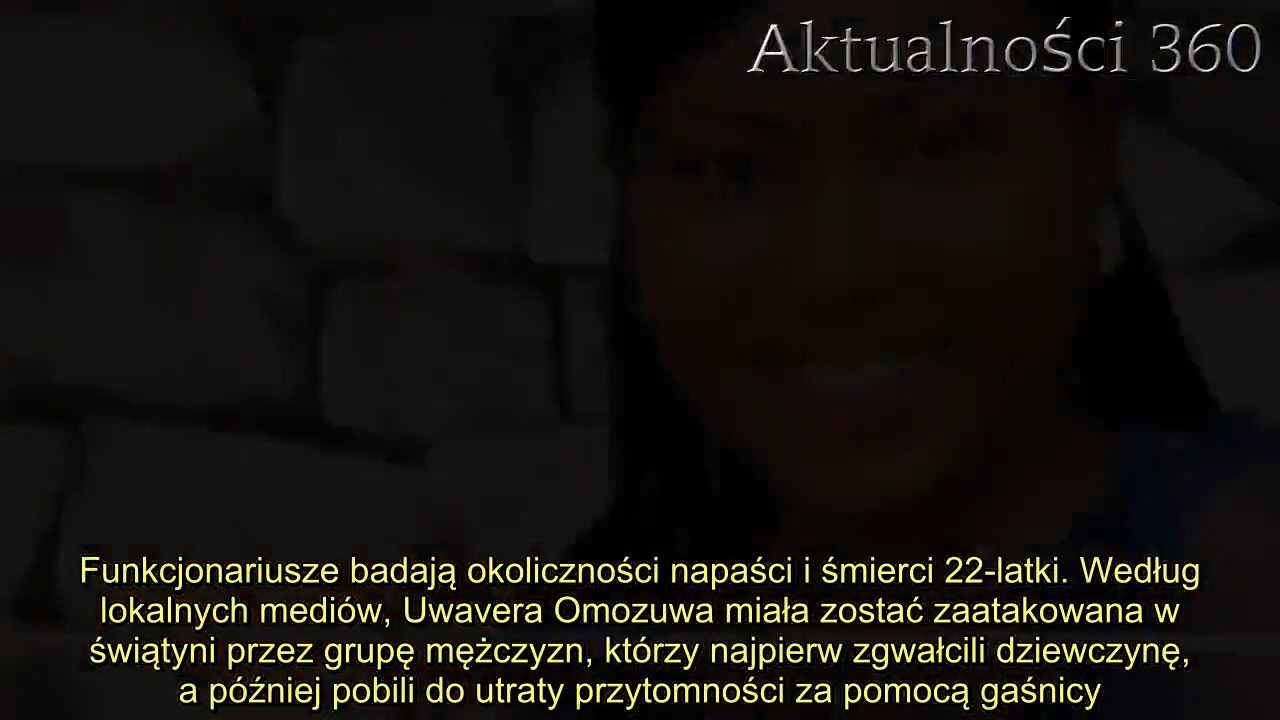 Aktualności 360
Funkcjonariusze badają okoliczności napaści i śmierci 22-latki. Według
lokalnych mediów, Uwavera Omozuwa miała zostać zaatakowana w
świątyni przez grupę mężczyzn, którzy najpierw zgwałcili dziewczynę,
a później pobili do utraty przytomności za pomocą gaśnicy